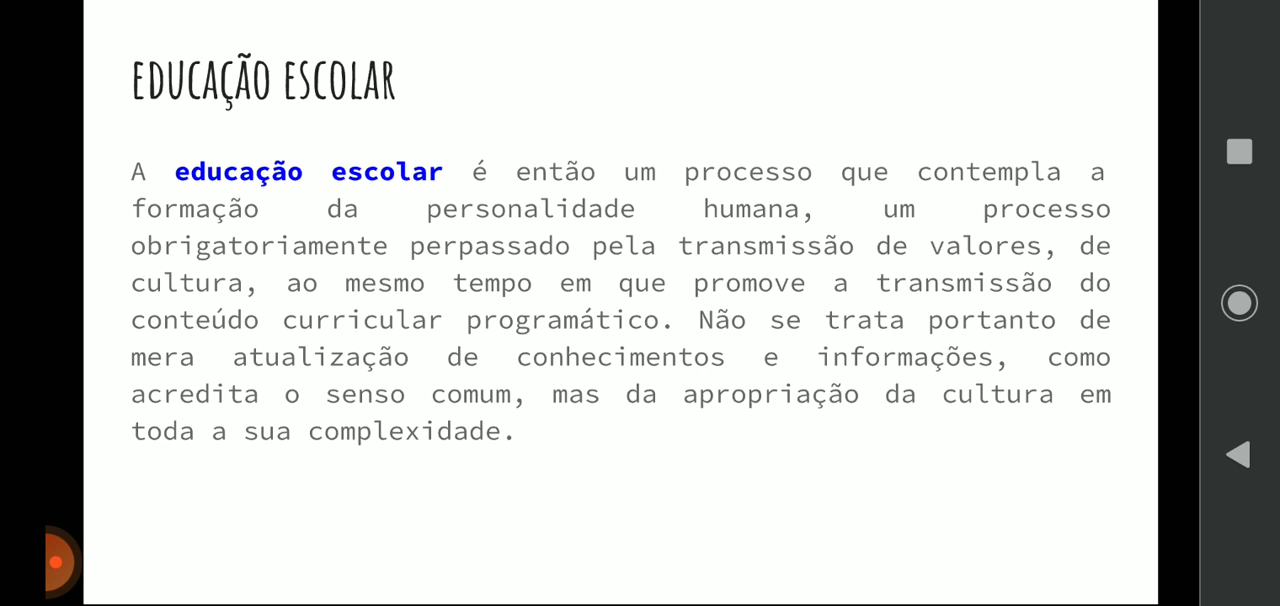 EDUCAÇÃO ESCOLAR
A educação escolar é então um processo que contempla a
formação da personalidade humana, um processo
obrigatoriamente perpassado pela transmissão de valores, de
cultura, ao mesmo tempo em que promove a transmissão do
conteúdo curricular programático. Não se trata portanto de
mera atualização de conhecimentos e informações, como
acredita o senso comum, mas da apropriação da cultura em
toda a sua complexidade.